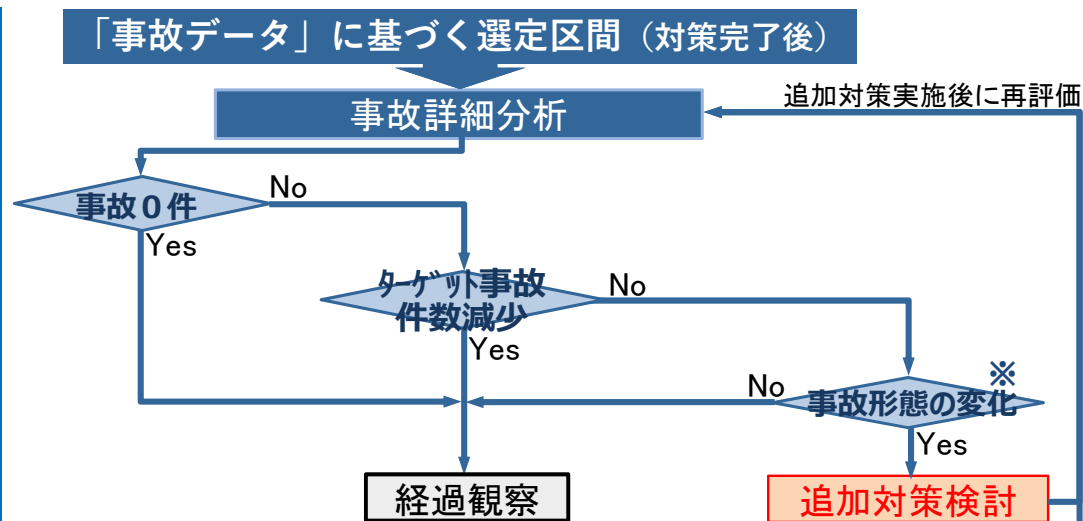 「事故データ」に基づく選定区間（対策完了後）
追加対策実施後に再評価
事故詳細分析
事故０件
No
Yes
ﾀｰｹﾞｯﾄ事故
件数減少
No
Yes
※
事故形態の変化
No
Yes
経過観察
追加対策検討